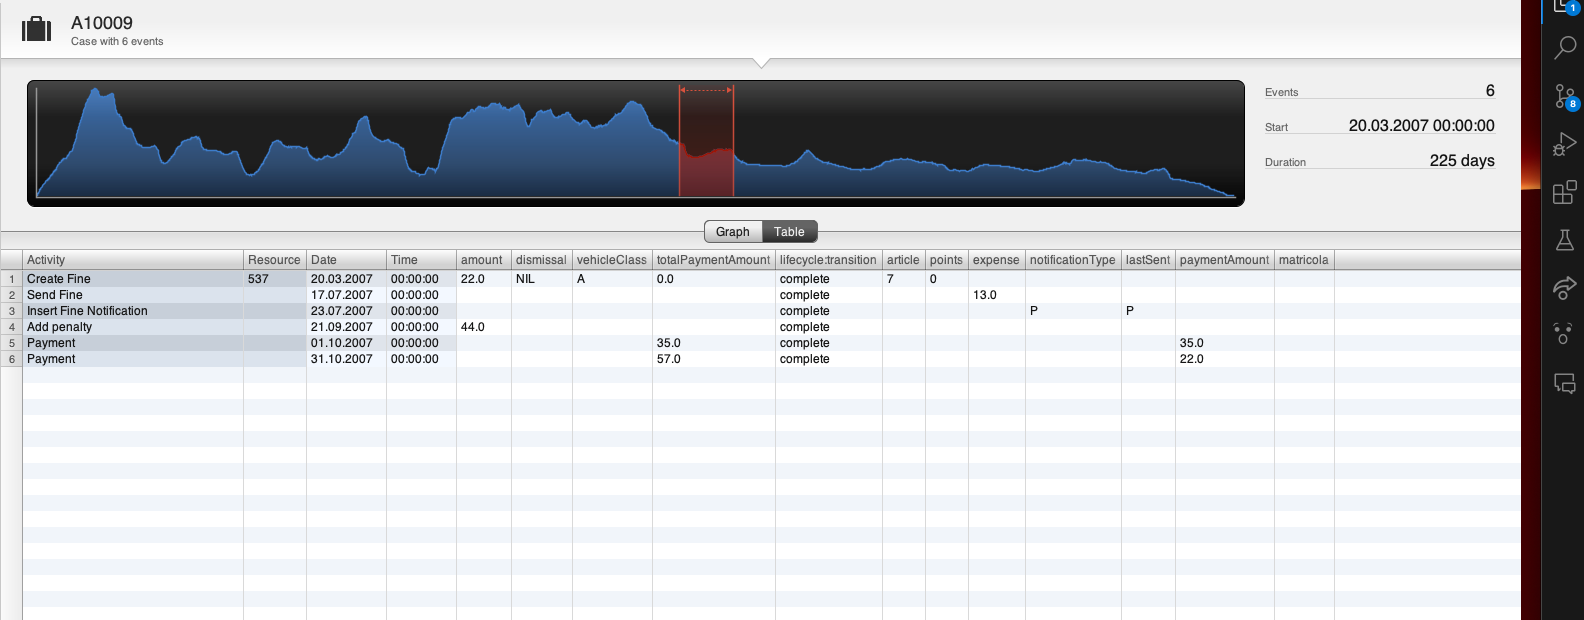 A10009
Case with 6 events
Events 6
Start 20.03.2007 00:00:00
Duration 225 days
Graph Table
Activity Resource Date Time amount dismissal vehicleClass totalPaymentAmount lifecycle:transition article points expense notificationType lastSent paymentAmount matricola
1 Create Fine 537 20.03.2007 00:00:00 22.0 NIL A 0.0 complete 7 0
2 Send Fine 17.07.2007 00:00:00 complete 13.0
3 Insert Fine Notification 23.07.2007 00:00:00 complete P P
4 Add penalty 21.09.2007 00:00:00 44.0 complete
5 Payment 01.10.2007 00:00:00 35.0 complete 35.0
6 Payment 31.10.2007 00:00:00 57.0 complete 22.0
1
8